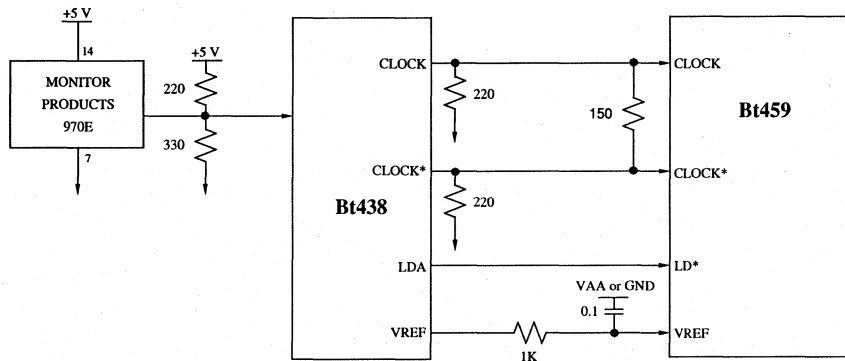 +5 V
14
MONITOR
PRODUCTS
970E
7
+5 V
220
330
Bt438
CLOCK
CLOCK*
LDA
VREF
220
220
150
1K
VAA or GND
0.1
Bt459
CLOCK
CLOCK*
LD*
VREF